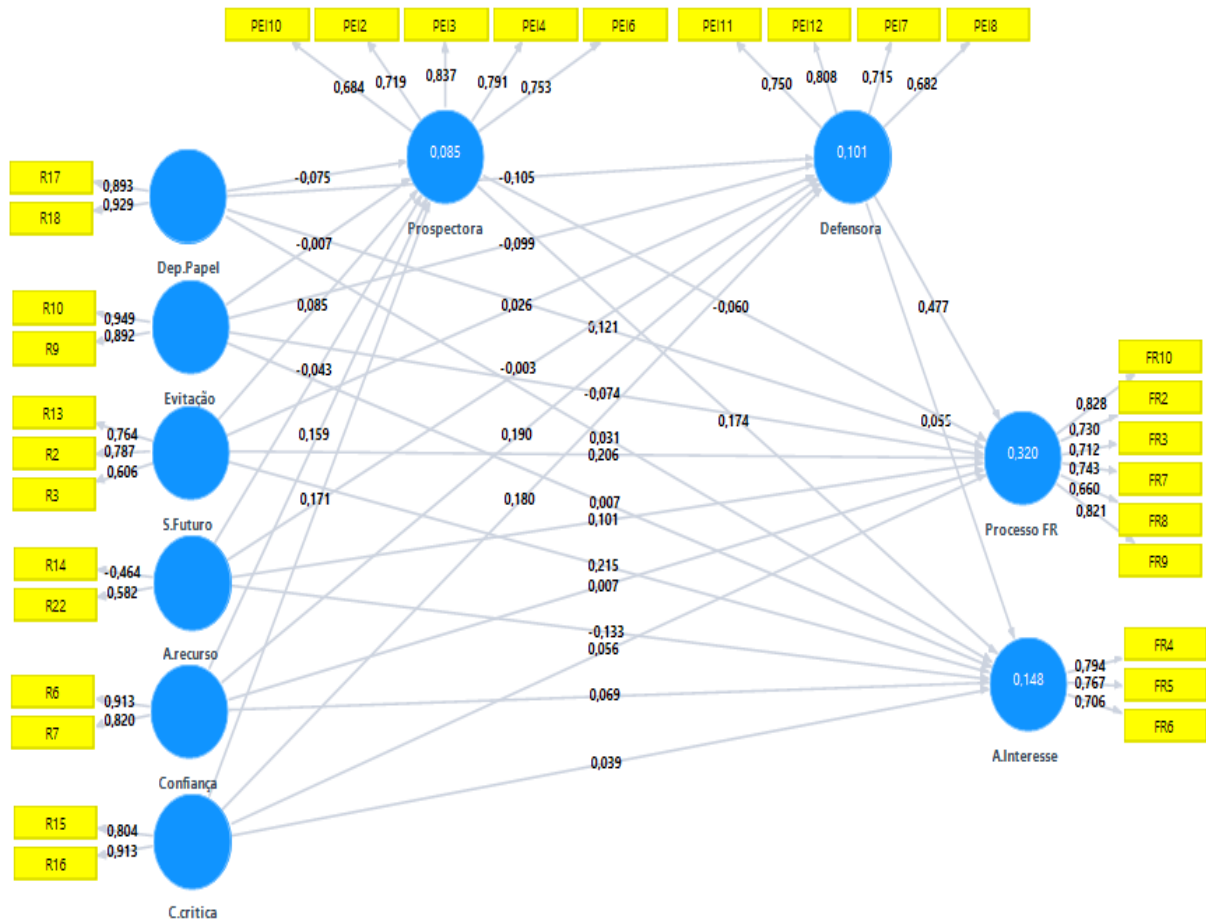 PEI10 PEI2 PEI3 PEI4 PEI6 PEI11 PEI12 PEI7 PEI8
0,684 0,719 0,837 0,791 0,753 0,750 0,808 0,715 0,682
0,085 0,101
Prospectora Defensora
R17 0,893
R18 0,929
Dep.Papel
-0,075 -0,105
-0,007 -0,099
R10 0,949
R9 0,892
Evitação
0,085 0,026 0,121 -0,060 0,477
-0,043 -0,003 -0,074
R13 0,764
R2 0,787
R3 0,606
S.Futuro
0,159 0,190 0,031 0,174 0,055
0,206
0,171 0,180 0,007
0,101
FR10 0,828
FR2 0,730
FR3 0,712
FR7 0,743
FR8 0,660
FR9 0,821
0,320
Processo FR
R14 -0,464
R22 0,582
A.recurso
0,215
0,007
-0,133
0,056
R6 0,913
R7 0,820
Confiança
0,069
0,148
FR4 0,794
FR5 0,767
FR6 0,706
A.Interesse
0,039
R15 0,804
R16 0,913
C.critica